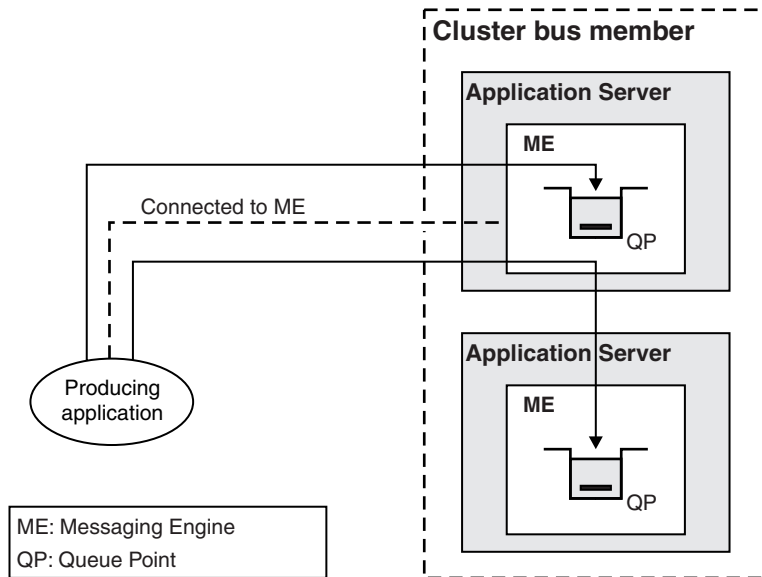 Cluster bus member
Application Server
ME
QP
Connected to ME
Application Server
ME
QP
Producing
application
ME: Messaging Engine
QP: Queue Point